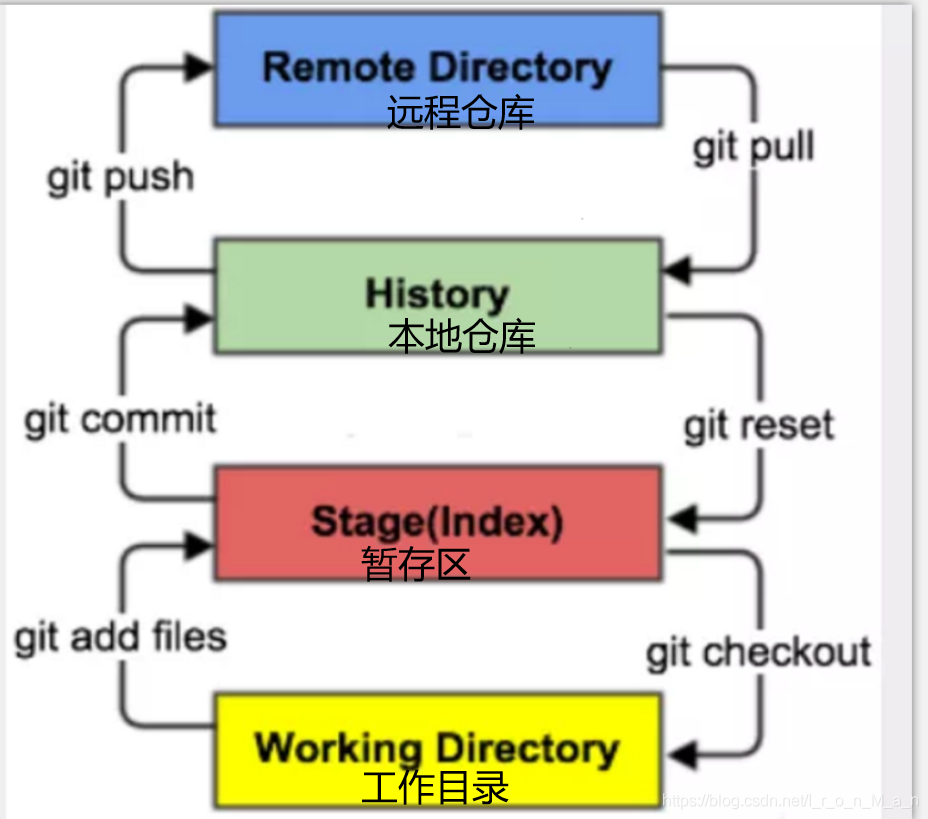 Remote Directory
远程仓库
git push
git pull
History
本地仓库
git commit
git reset
Stage(Index)
暂存区
git add files
git checkout
Working Directory
工作目录
https://blog.csdn.net/I_r_o_n_M_a_n